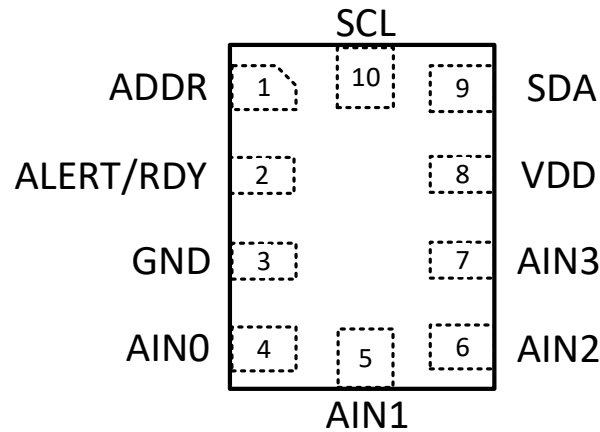 SCL
ADDR 1 10 9 SDA
ALERT/RDY 2 8 VDD
GND 3 7 AIN3
AIN0 4 5 6 AIN2
AIN1